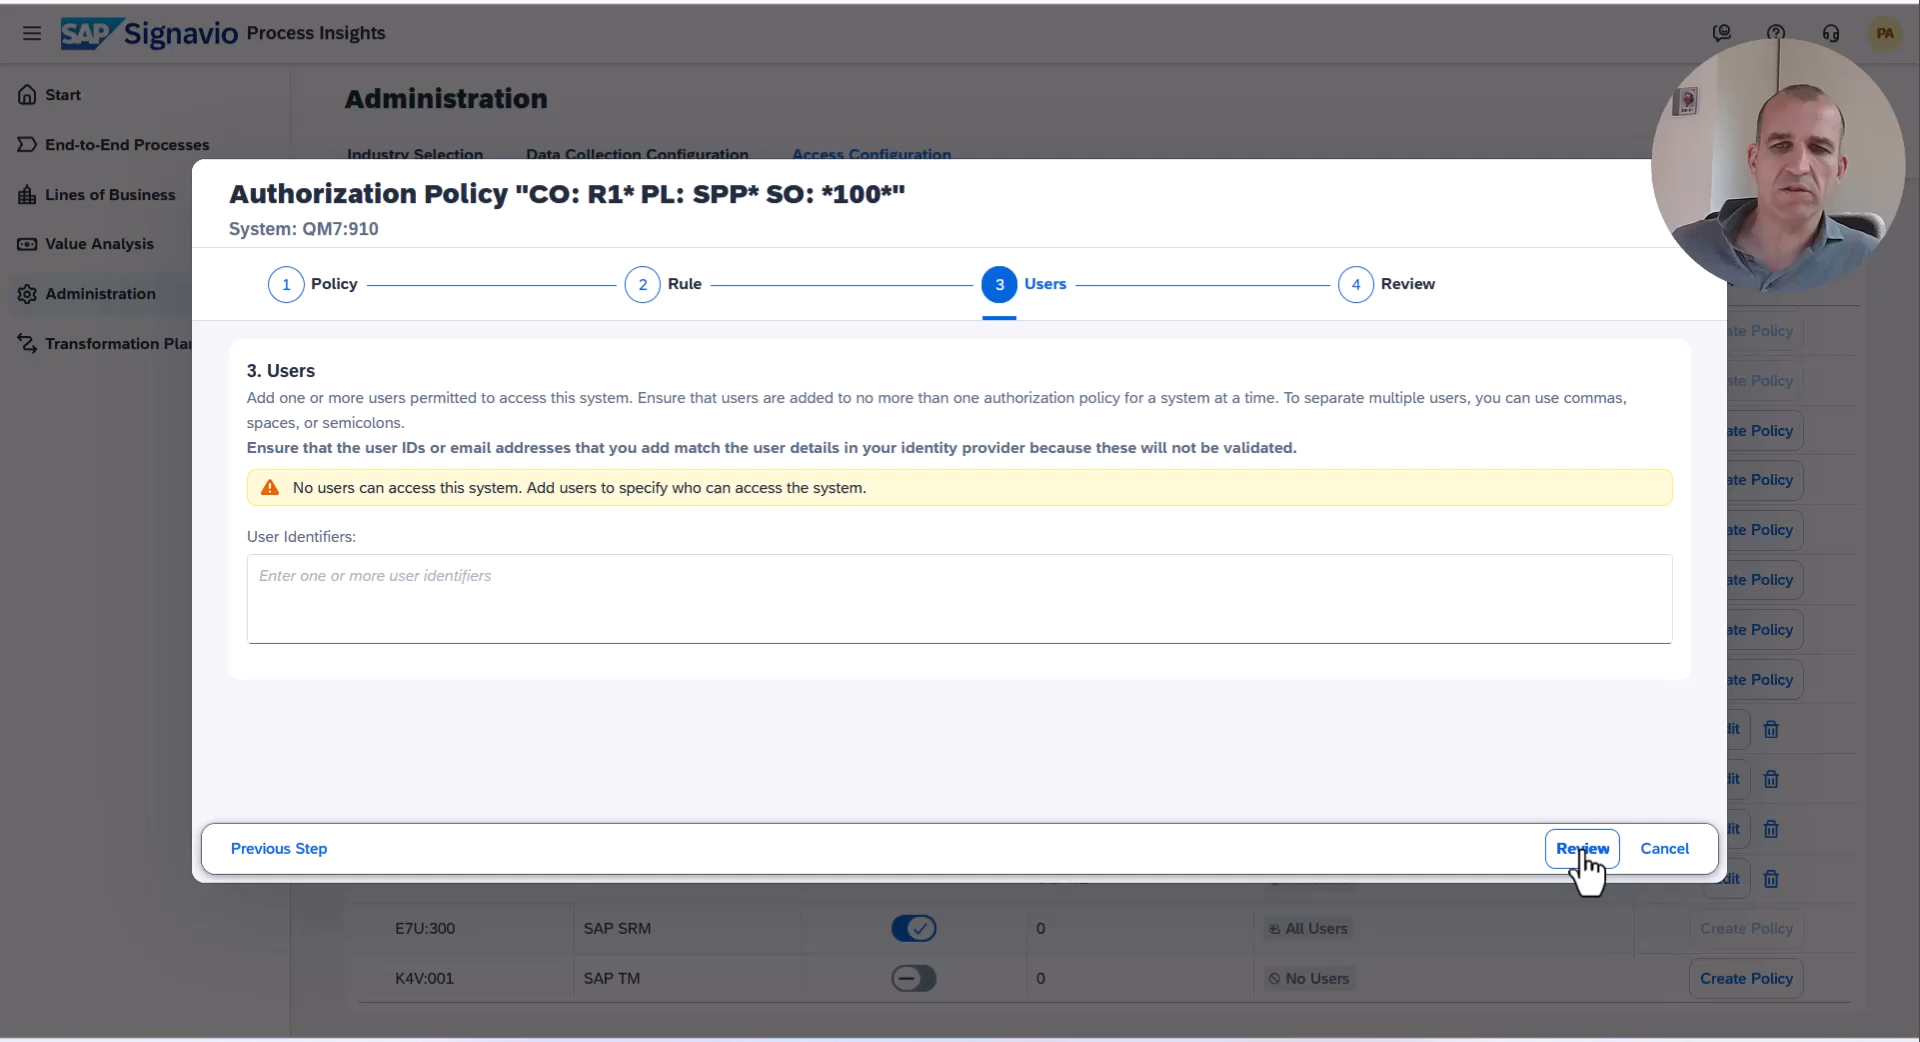 SAP Signavio Process Insights
PA
Start
End-to-End Processes
Lines of Business
Value Analysis
Administration
Transformation Pla
Administration
Industry Selection Data Collection Configuration Access Configuration
Authorization Policy "CO: R1* PL: SPP* SO: *100*"
System: QM7:910
1 Policy 2 Rule 3 Users 4 Review
3. Users
Add one or more users permitted to access this system. Ensure that users are added to no more than one authorization policy for a system at a time. To separate multiple users, you can use commas,
spaces, or semicolons.
Ensure that the user IDs or email addresses that you add match the user details in your identity provider because these will not be validated.
No users can access this system. Add users to specify who can access the system.
User Identifiers:
Enter one or more user identifiers
ate Policy
ate Policy
ate Policy
ate Policy
ate Policy
ate Policy
ate Policy
ate Policy
dit
dit
dit
dit
Previous Step Review Cancel
E7U:300 SAP SRM 0 All Users Create Policy
K4V:001 SAP TM 0 No Users Create Policy